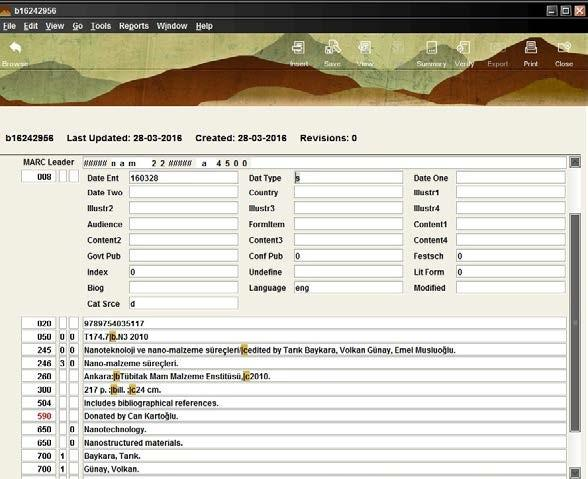 b16242956
File Edit View Go Tools Reports Window Help
Browse Insert Save View Summary Verify Export Print Close
b16242956 Last Updated: 28-03-2016 Created: 28-03-2016 Revisions: 0
MARC Leader ##### n a m 2 2 ##### a 4 5 0 0
008 Date Ent 160328 Dat Type s Date One
Date Two Country Illustr1
Illustr2 Illustr3 Illustr4
Audience FormItem Content1
Content2 Content3 Content4
Govt Pub Conf Pub 0 Festsch 0
Index 0 Undefine Lit Form 0
Biog Language eng Modified
Cat Srce d
020 9789754035117
050 0 0 T174.7|b.N3 2010
245 0 0 Nanoteknoloji ve nano-malzeme süreçleri/|cedited by Tarık Baykara, Volkan Günay, Emel Musluoğlu.
246 3 0 Nano-malzeme süreçleri.
260 Ankara:|bTübitak Mam Malzeme Enstitüsü,|c2010.
300 217 p. :|bill. ;|c24 cm.
504 Includes bibliographical references.
590 Donated by Can Kartoğlu.
650 0 Nanotechnology.
650 0 Nanostructured materials.
700 1 Baykara, Tarık.
700 1 Günay, Volkan.